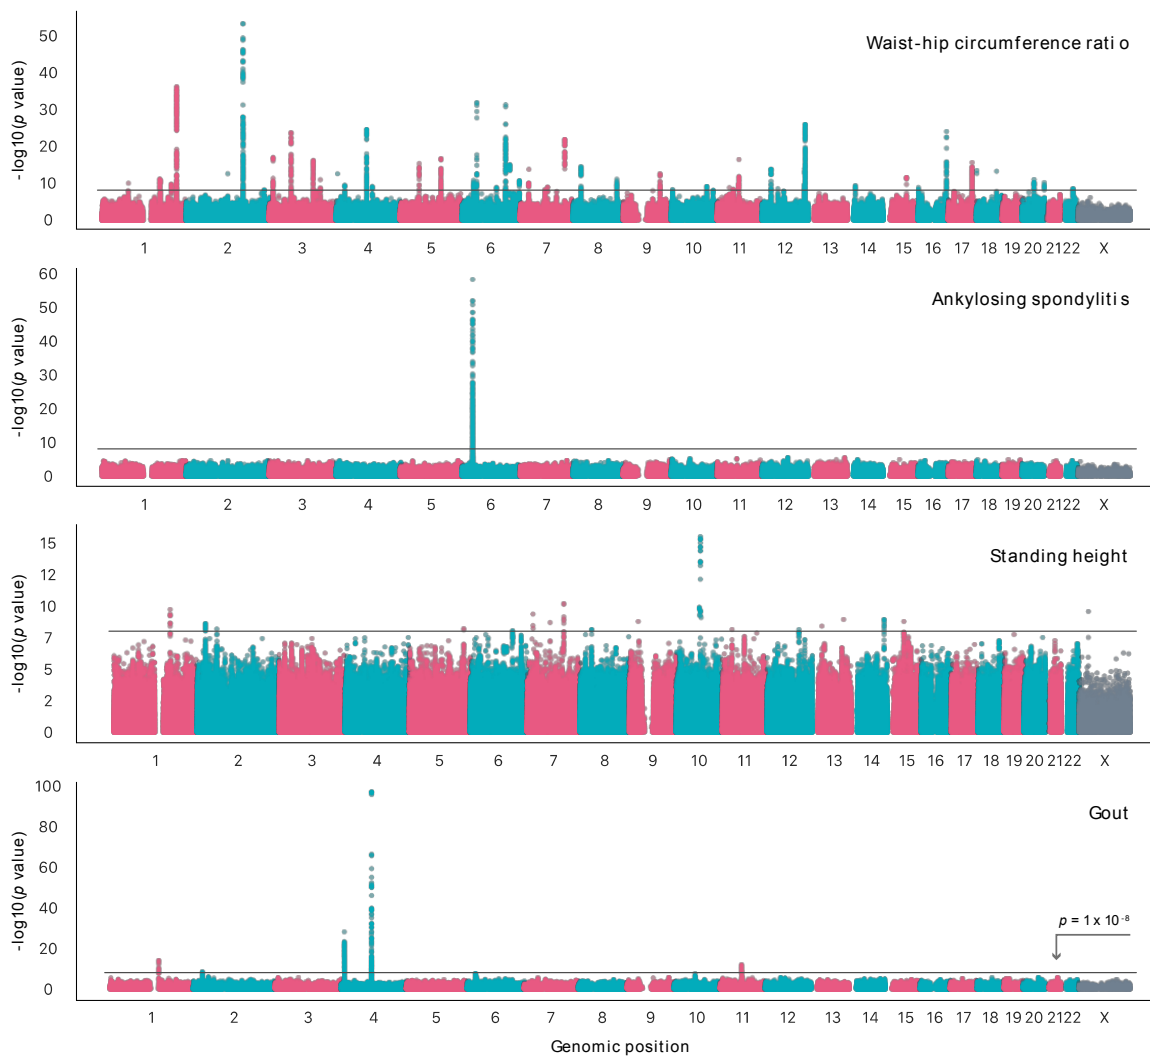 Waist-hip circumference ratio
-log10(p value)
50
40
30
20
10
0
1 2 3 4 5 6 7 8 9 10 11 12 13 14 15 16 17 18 19 20 21 22 X
Ankylosing spondylitis
-log10(p value)
60
50
40
30
20
10
0
1 2 3 4 5 6 7 8 9 10 11 12 13 14 15 16 17 18 19 20 21 22 X
Standing height
-log10(p value)
15
12
10
7
5
2
0
1 2 3 4 5 6 7 8 9 10 11 12 13 14 15 16 17 18 19 20 21 22 X
Gout
-log10(p value)
100
80
60
40
20
0
p = 1 x 10⁻⁸
1 2 3 4 5 6 7 8 9 10 11 12 13 14 15 16 17 18 19 20 21 22 X
Genomic position